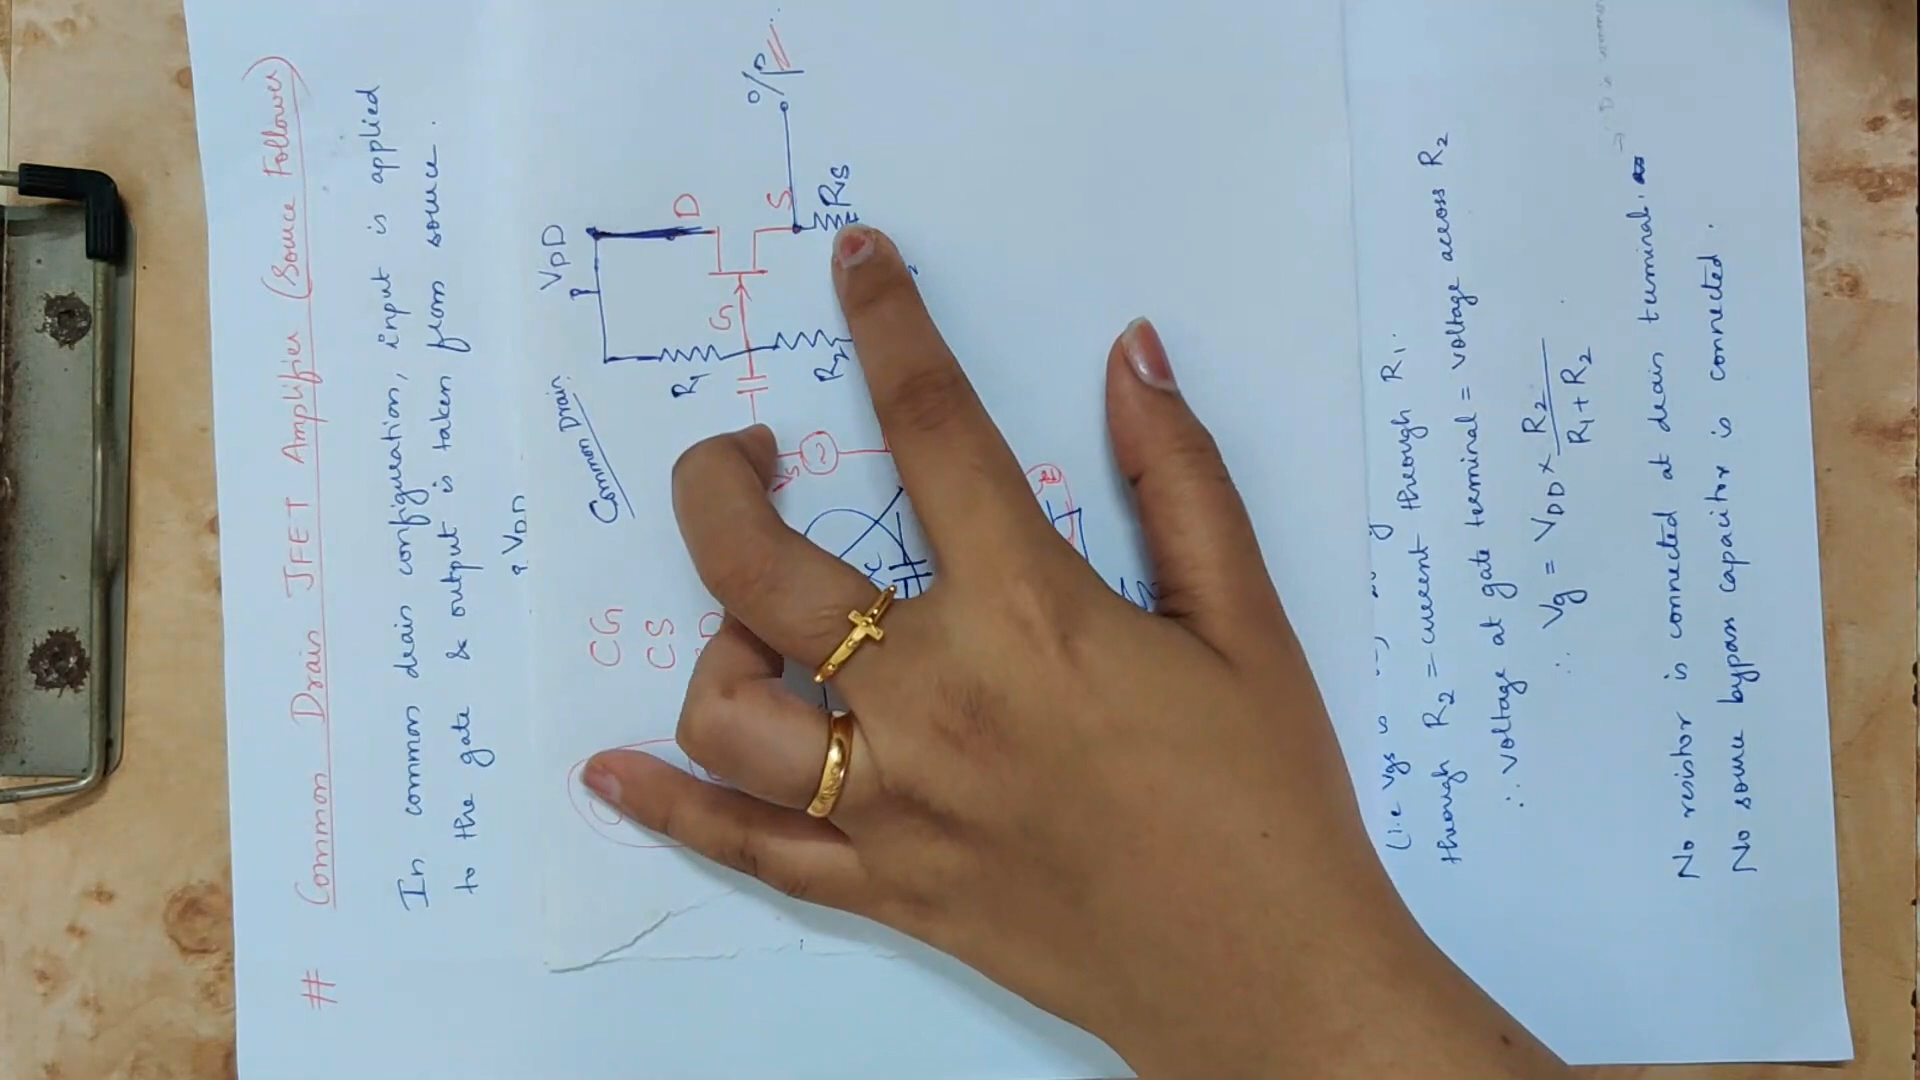 # Common Drain JFET Amplifier (Source Follower)
In common drain configuration, input is applied
to the gate & output is taken from source.
VDD
Common Drain
VDD
D
G
S
R1
R2
RS
o/p
VS
CG
CS
through R2 = current through R1.
∴ voltage at gate terminal = voltage across R2
∴ Vg = VDD × R2 / R1 + R2
No resistor is connected at drain terminal.
No source bypass capacitor is connected.